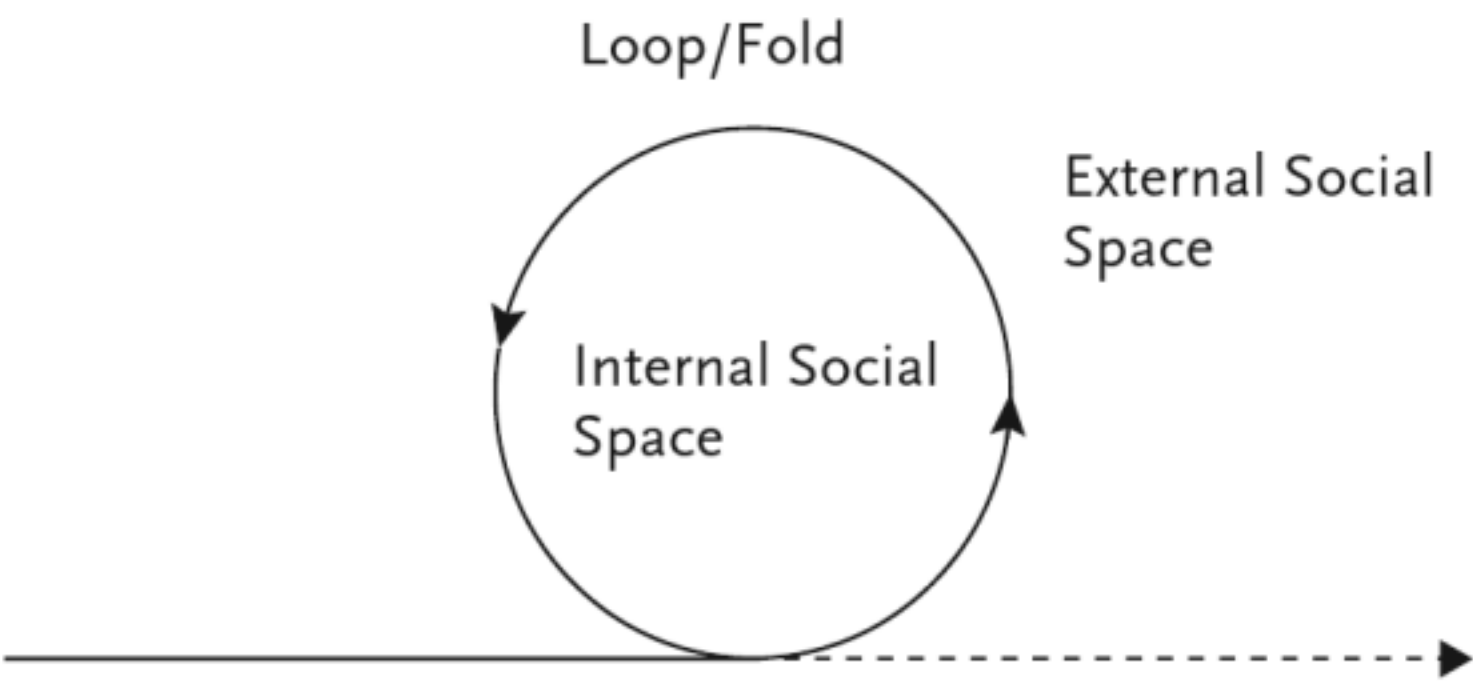 Loop/Fold
External Social
Space
Internal Social
Space